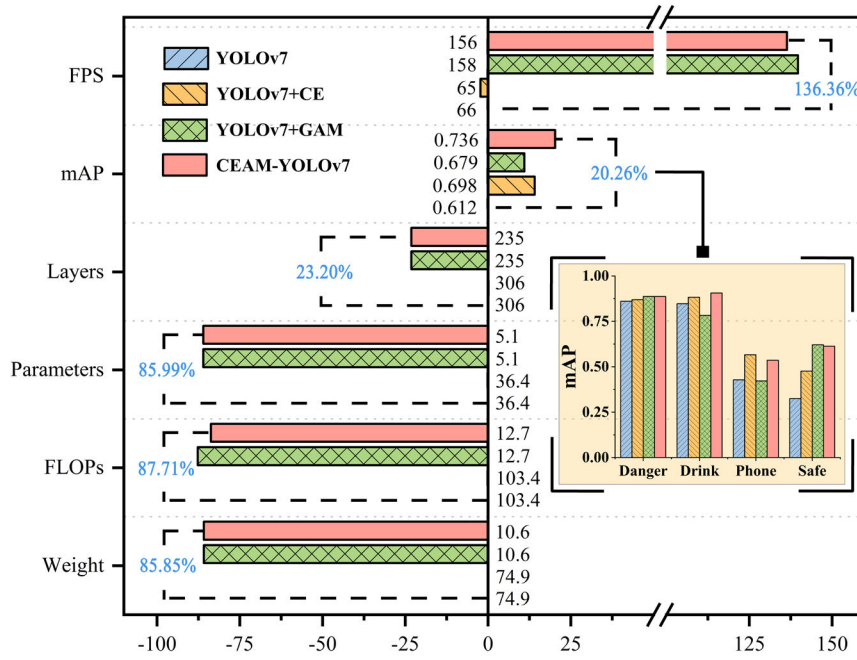 FPS
156
158
65
66
136.36%
YOLOv7
YOLOv7+CE
YOLOv7+GAM
CEAM-YOLOv7
mAP
0.736
0.679
0.698
0.612
20.26%
Layers
23.20%
235
235
306
306
Parameters
85.99%
5.1
5.1
36.4
36.4
FLOPs
87.71%
12.7
12.7
103.4
103.4
Weight
85.85%
10.6
10.6
74.9
74.9
mAP
1.00
0.75
0.50
0.25
0.00
Danger Drink Phone Safe
-100 -75 -50 -25 0 25 125 150